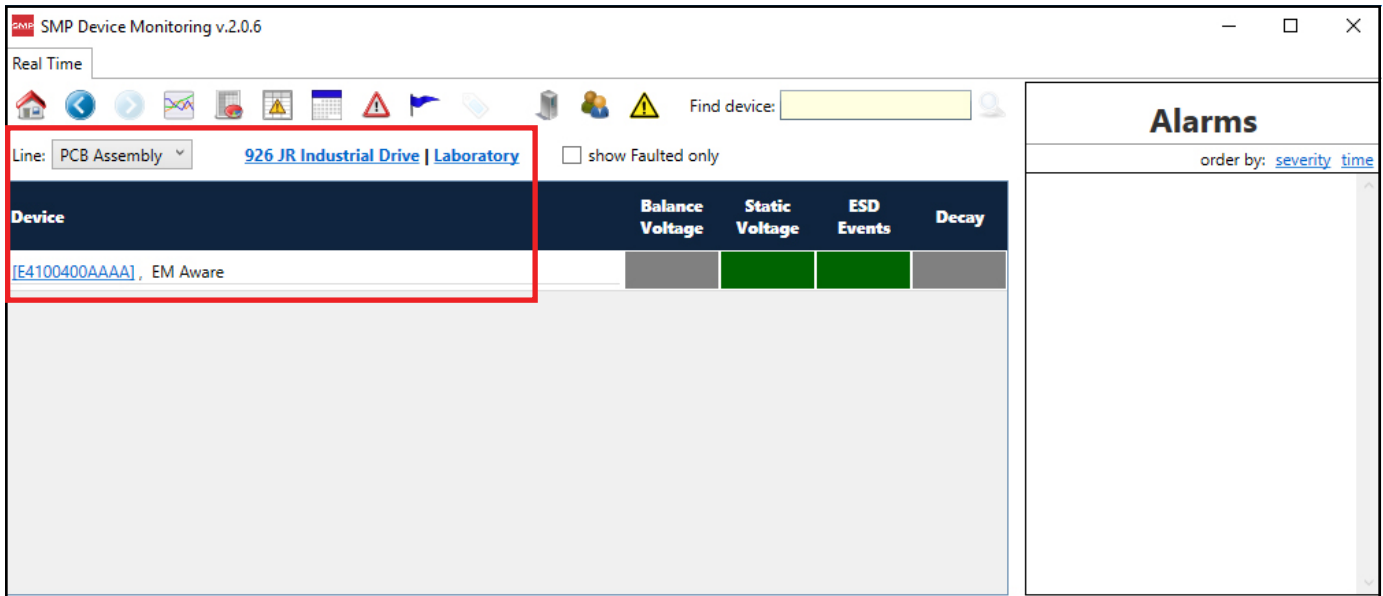 SMP SMP Device Monitoring v.2.0.6
Real Time
Find device:
Line: PCB Assembly 926 JR Industrial Drive | Laboratory show Faulted only
Device Balance Voltage Static Voltage ESD Events Decay
[E4100400AAAA] , EM Aware
Alarms
order by: severity time